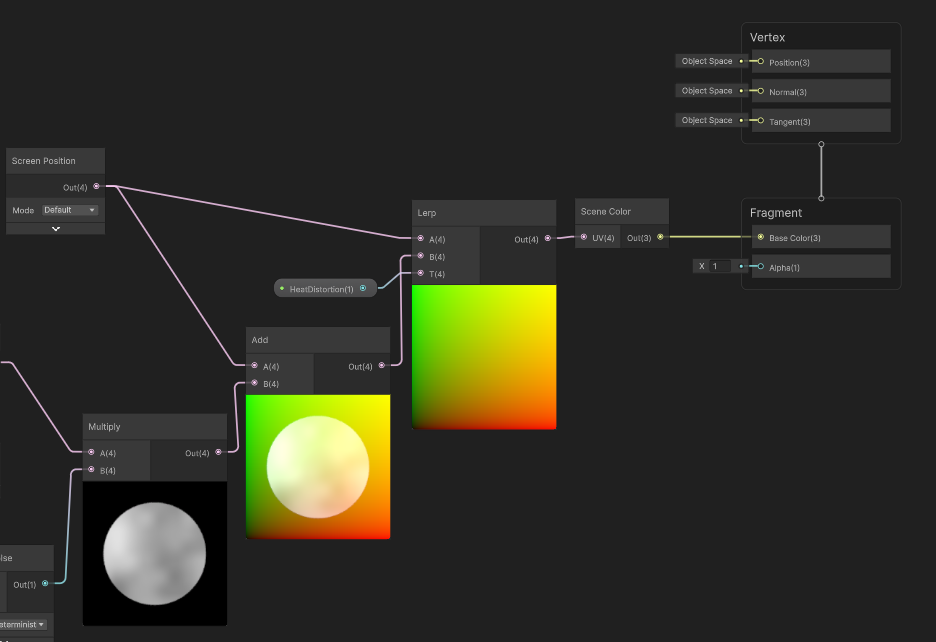 Vertex
Object Space
Position(3)
Object Space
Normal(3)
Object Space
Tangent(3)
Screen Position
Out(4)
Mode
Default
Lerp
A(4)
Out(4)
B(4)
T(4)
Scene Color
UV(4)
Out(3)
Fragment
Base Color(3)
X
1
Alpha(1)
HeatDistortion(1)
Add
A(4)
Out(4)
B(4)
Multiply
A(4)
Out(4)
B(4)
lse
Out(1)
eterminist